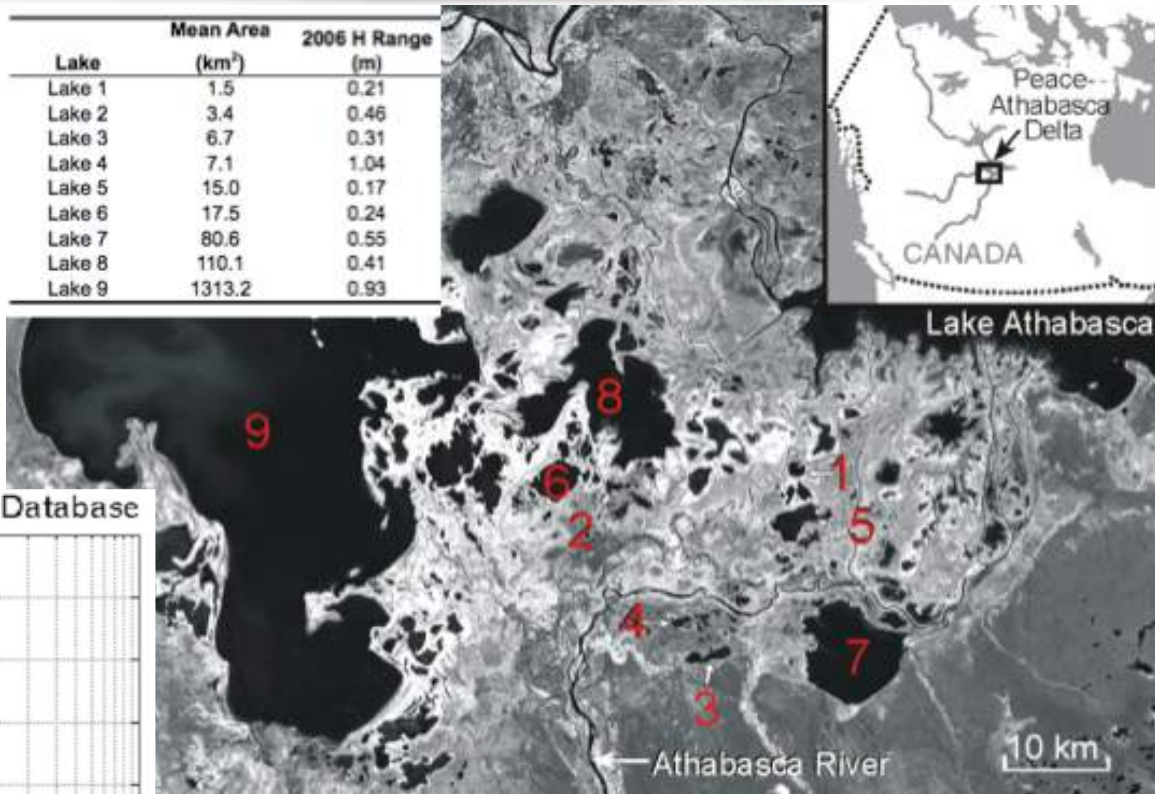 Lake Mean Area (km²) 2006 H Range (m)
Lake 1 1.5 0.21
Lake 2 3.4 0.46
Lake 3 6.7 0.31
Lake 4 7.1 1.04
Lake 5 15.0 0.17
Lake 6 17.5 0.24
Lake 7 80.6 0.55
Lake 8 110.1 0.41
Lake 9 1313.2 0.93
Peace-
Athabasca
Delta
CANADA
Lake Athabasca
8
9
6
1
2
5
Database
4
7
3
Athabasca River
10 km